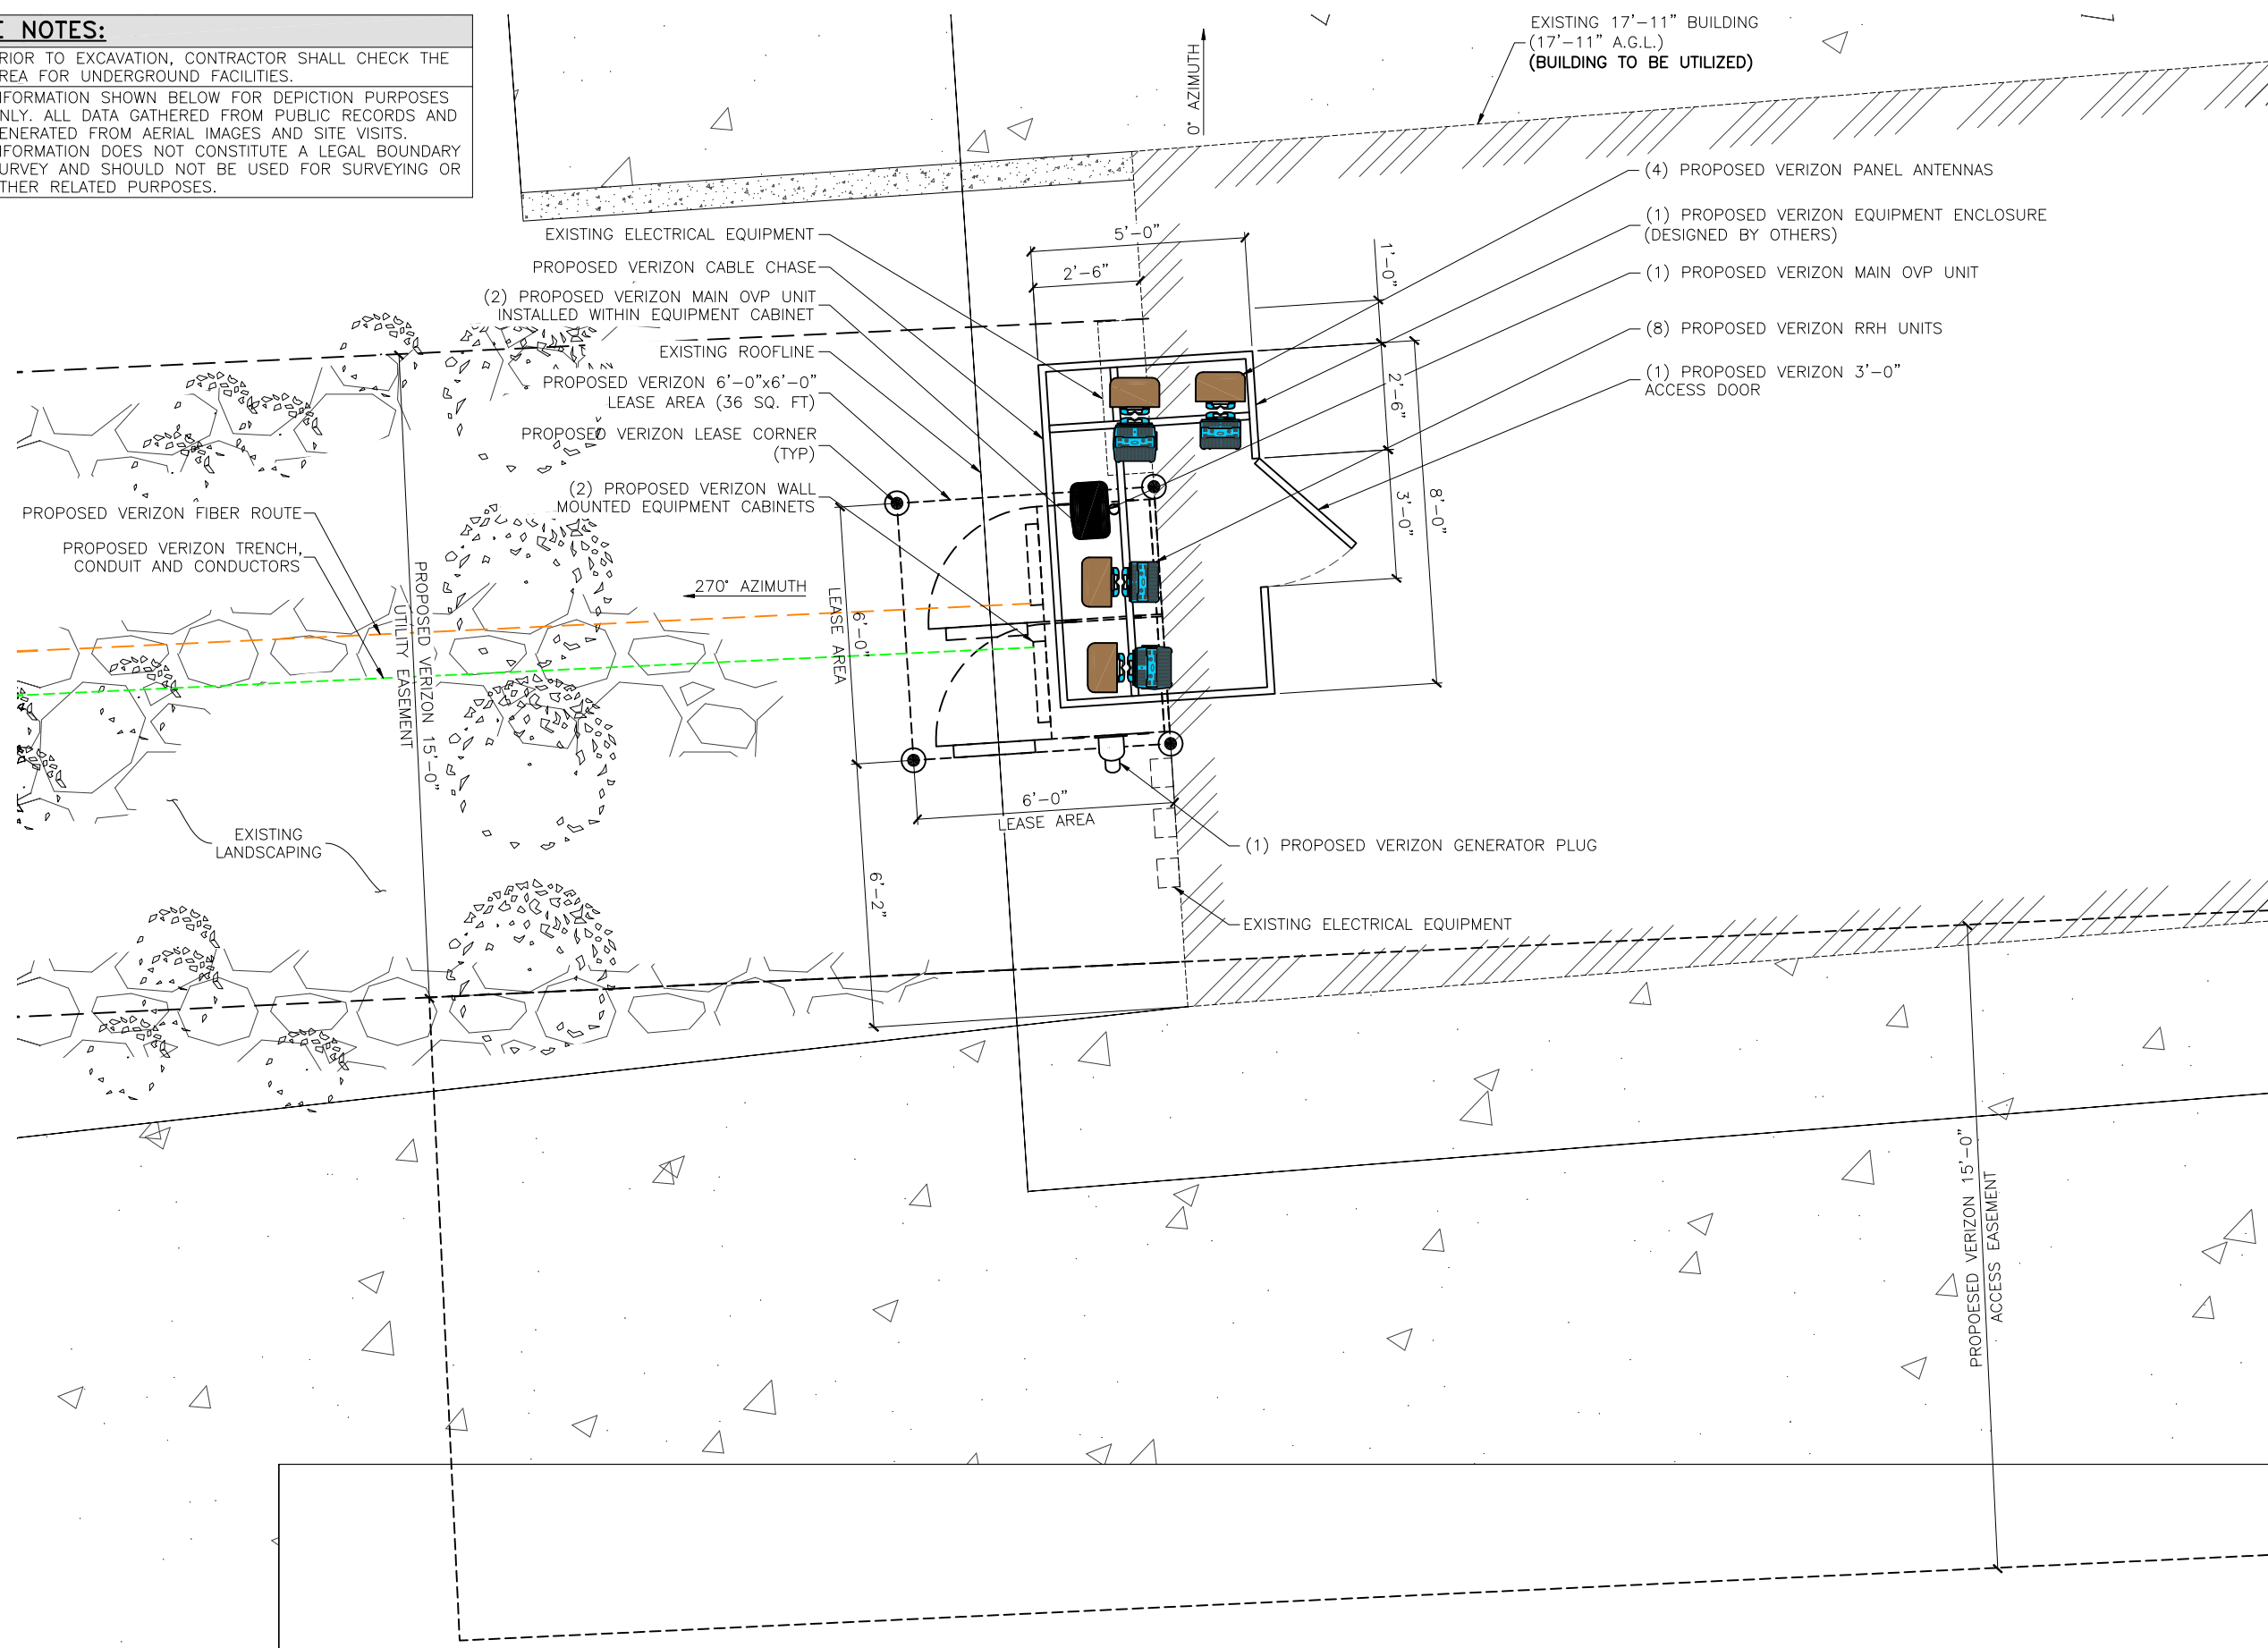 E NOTES:
RIOR TO EXCAVATION, CONTRACTOR SHALL CHECK THE
REA FOR UNDERGROUND FACILITIES.
IFORMATION SHOWN BELOW FOR DEPICTION PURPOSES
NLY. ALL DATA GATHERED FROM PUBLIC RECORDS AND
ENERATED FROM AERIAL IMAGES AND SITE VISITS.
IFORMATION DOES NOT CONSTITUTE A LEGAL BOUNDARY
URVEY AND SHOULD NOT BE USED FOR SURVEYING OR
THER RELATED PURPOSES.
0° AZIMUTH
EXISTING 17'-11" BUILDING
(17'-11" A.G.L.)
(BUILDING TO BE UTILIZED)
(4) PROPOSED VERIZON PANEL ANTENNAS
(1) PROPOSED VERIZON EQUIPMENT ENCLOSURE
(DESIGNED BY OTHERS)
(1) PROPOSED VERIZON MAIN OVP UNIT
(8) PROPOSED VERIZON RRH UNITS
(1) PROPOSED VERIZON 3'-0"
ACCESS DOOR
EXISTING ELECTRICAL EQUIPMENT
PROPOSED VERIZON CABLE CHASE
(2) PROPOSED VERIZON MAIN OVP UNIT
INSTALLED WITHIN EQUIPMENT CABINET
EXISTING ROOFLINE
PROPOSED VERIZON 6'-0"x6'-0"
LEASE AREA (36 SQ. FT)
PROPOSED VERIZON LEASE CORNER
(TYP)
(2) PROPOSED VERIZON WALL
MOUNTED EQUIPMENT CABINETS
5'-0"
2'-6"
1'-0"
2'-6"
3'-0"
8'-0"
PROPOSED VERIZON FIBER ROUTE
PROPOSED VERIZON TRENCH,
CONDUIT AND CONDUCTORS
270° AZIMUTH
PROPOSED VERIZON 15'-0"
UTILITY EASEMENT
6'-0"
LEASE AREA
6'-0"
LEASE AREA
6'-2"
EXISTING
LANDSCAPING
(1) PROPOSED VERIZON GENERATOR PLUG
EXISTING ELECTRICAL EQUIPMENT
PROPOESED VERIZON 15'-0"
ACCESS EASEMENT